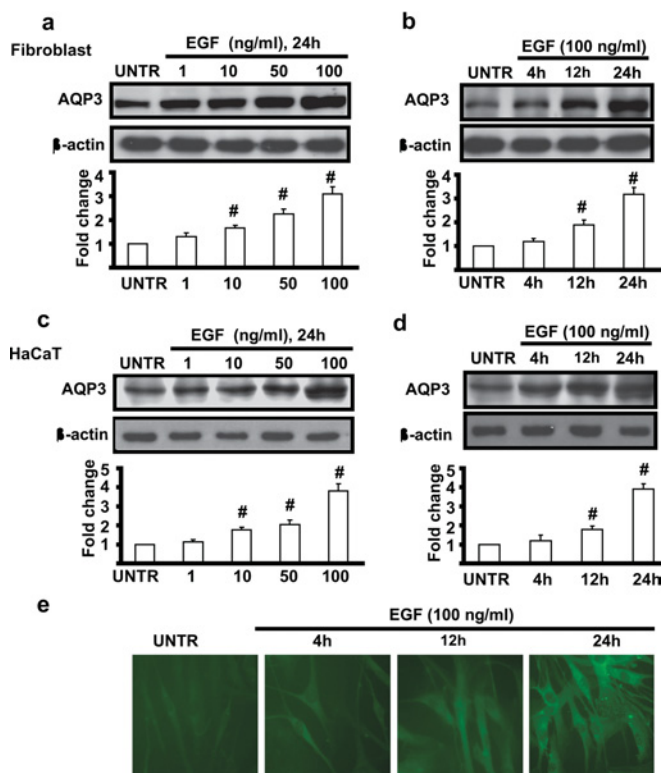 a
EGF (ng/ml), 24h
Fibroblast
UNTR 1 10 50 100
AQP3
β-actin
Fold change
4
3
2
1
# # #
UNTR 1 10 50 100
b
EGF (100 ng/ml)
UNTR 4h 12h 24h
AQP3
β-actin
Fold change
4
3
2
1
# #
UNTR 4h 12h 24h
c
EGF (ng/ml), 24h
HaCaT
UNTR 1 10 50 100
AQP3
β-actin
Fold change
5
4
3
2
1
# # #
UNTR 1 10 50 100
d
EGF (100 ng/ml)
UNTR 4h 12h 24h
AQP3
β-actin
Fold change
5
4
3
2
1
# #
UNTR 4h 12h 24h
e
EGF (100 ng/ml)
UNTR 4h 12h 24h